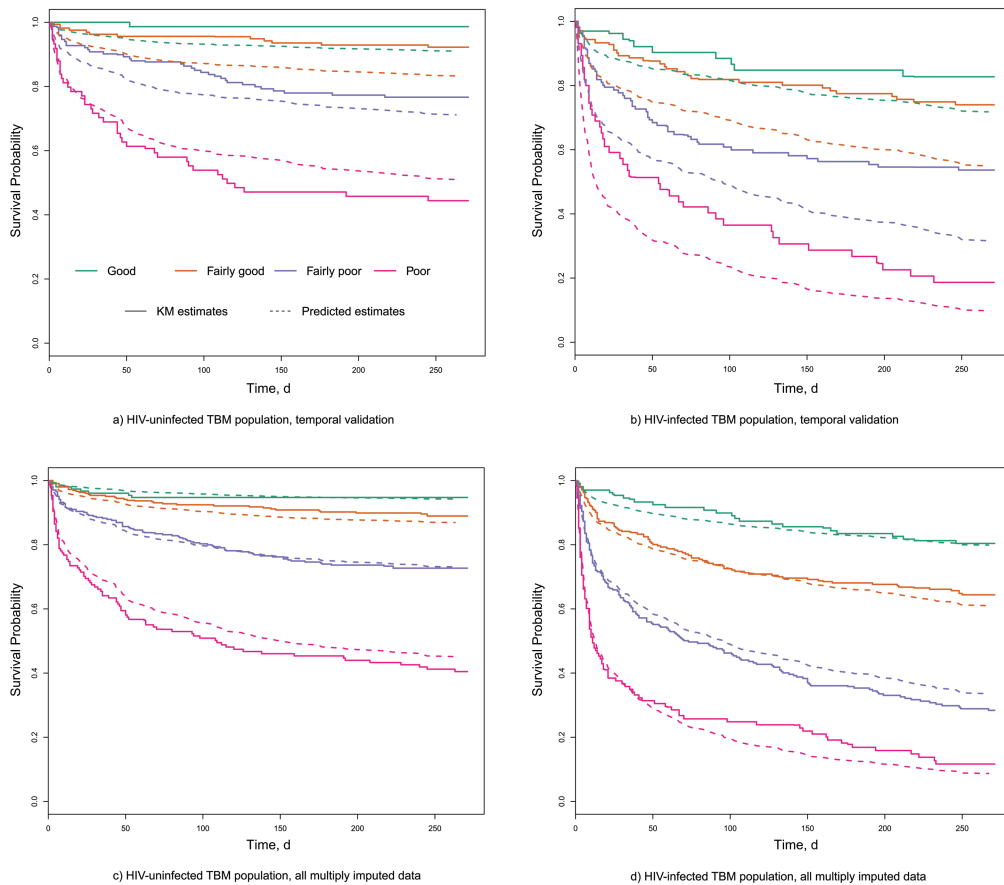 1.0
0.8
0.6
0.4
0.2
0.0
Survival Probability
Good
Fairly good
Fairly poor
Poor
KM estimates
Predicted estimates
0 50 100 150 200 250
Time, d
a) HIV-uninfected TBM population, temporal validation
1.0
0.8
0.6
0.4
0.2
0.0
Survival Probability
0 50 100 150 200 250
Time, d
b) HIV-infected TBM population, temporal validation
1.0
0.8
0.6
0.4
0.2
0.0
Survival Probability
0 50 100 150 200 250
Time, d
c) HIV-uninfected TBM population, all multiply imputed data
1.0
0.8
0.6
0.4
0.2
0.0
Survival Probability
0 50 100 150 200 250
Time, d
d) HIV-infected TBM population, all multiply imputed data